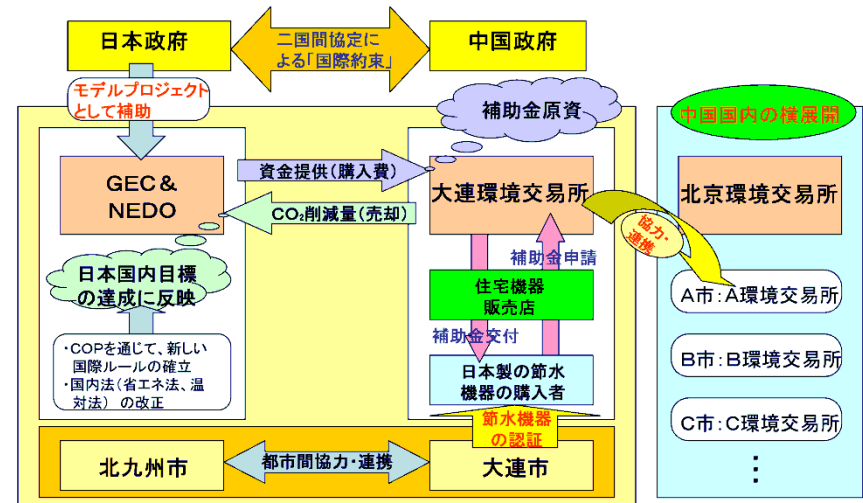 日本政府
二国間協定に
よる「国際約束」
中国政府
モデルプロジェクト
として補助
補助金原資
中国国内の横展開
GEC&
NEDO
資金提供(購入費)
CO₂削減量(売却)
大連環境交易所
北京環境交易所
協力・
連携
日本国内目標
の達成に反映
補助金申請
住宅機器
販売店
補助金交付
A市:A環境交易所
・COPを通じて、新しい
国際ルールの確立
・国内法(省エネ法、温
対法) の改正
日本製の節水
機器の購入者
B市:B環境交易所
節水機器
の認証
C市:C環境交易所
北九州市
都市間協力・連携
大連市
⋮